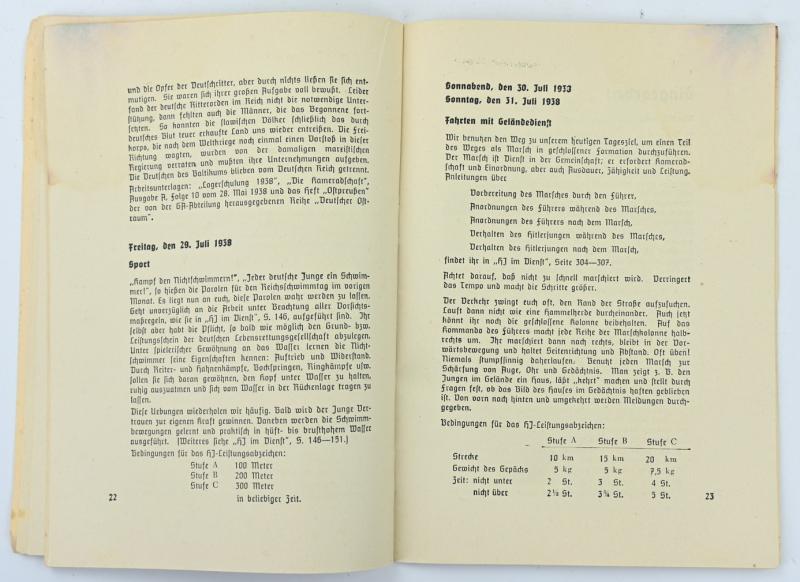 und die Opfer der Deutschritter, aber durch nichts ließen sie sich ent-
mutigen. Sie waren sich ihrer großen Aufgabe voll bewußt. Leider
fand der deutsche Ritterorden im Reich nicht die notwendige Unter-
stützung, dann fehlten auch die Männer, die das Begonnene fort-
setzten. So konnten die slawischen Völker schließlich das durch
deutsches Blut teuer erkaufte Land uns wieder entreißen. Die Frei-
korps, die nach dem Weltkriege noch einmal einen Vorstoß in dieser
Richtung wagten, wurden von der damaligen marxistischen
Regierung verraten und mußten ihre Unternehmungen aufgeben.
Die Deutschen des Baltikums blieben vom Deutschen Reich getrennt.
Arbeitsunterlagen: „Lagerschulung 1938", „Die Kameradschaft",
Ausgabe A, Folge 10 vom 28. Mai 1938 und das Heft „Ostpreußen"
der von der GA-Abteilung herausgegebenen Reihe „Deutscher Ost-
raum".
Freitag, den 29. Juli 1938
Sport
„Kampf den Nichtschwimmern!", „Jeder deutsche Junge ein Schwim-
mer!", so hießen die Parolen für den Reichsschwimmtag im vorigen
Monat. Es liegt nun an euch, diese Parolen wahr werden zu lassen.
Geht unverzüglich an die Arbeit unter Beachtung aller Vorsichts-
maßregeln, wie sie in „HJ im Dienst", S. 146, aufgeführt sind. Ihr
selbst aber habt die Pflicht, so bald wie möglich den Grund- bzw.
Leistungsschein der deutschen Lebensrettungsgesellschaft abzulegen.
Unter spielerischer Gewöhnung an das Wasser lernen die Nicht-
schwimmer seine Eigenschaften kennen: Auftrieb und Widerstand.
Durch Reiter- und Hahnenkämpfe, Bockspringen, Ringkämpfe usw.
sollen sie sich daran gewöhnen, den Kopf unter Wasser zu halten,
ruhig auszuatmen und sich vom Wasser in der Rückenlage tragen zu
lassen.
Diese Uebungen wiederholen wir häufig. Bald wird der Junge Ver-
trauen zur eigenen Kraft gewinnen. Daneben werden die Schwimm-
bewegungen gelernt und praktisch in hüft- bis brusthohem Wasser
ausgeführt. (Weiteres siehe „HJ im Dienst", S. 146—151.)
Bedingungen für das HJ-Leistungsabzeichen:
Stufe A 100 Meter
Stufe B 200 Meter
Stufe C 300 Meter
in beliebiger Zeit.
22
Sonnabend, den 30. Juli 1933
Sonntag, den 31. Juli 1938
Fahrten mit Geländedienst
Wir benutzen den Weg zu unserem heutigen Tagesziel, um einen Teil
des Weges als Marsch in geschlossener Formation durchzuführen.
Der Marsch ist Dienst in der Gemeinschaft; er erfordert Kamerad-
schaft und Einordnung, aber auch Ausdauer, Zähigkeit und Leistung.
Anleitungen über
Vorbereitung des Marsches durch den Führer,
Anordnungen des Führers während des Marsches,
Anordnungen des Führers nach dem Marsch,
Verhalten des Hitlerjungen während des Marsches,
Verhalten des Hitlerjungen nach dem Marsch,
findet ihr in „HJ im Dienst", Seite 304—307.
Achtet darauf, daß nicht zu schnell marschiert wird. Verringert
das Tempo und macht die Schritte größer.
Der Verkehr zwingt euch oft, den Rand der Straße aufzusuchen.
Lauft dann nicht wie eine Hammelherde durcheinander. Auch jetzt
könnt ihr noch die geschlossene Kolonne beibehalten. Auf das
Kommando des Führers macht jede Reihe der Marschkolonne halb-
rechts um. Ihr marschiert dann nach rechts, bleibt in der Vor-
wärtsbewegung und haltet Seitenrichtung und Abstand. Oft üben!
Niemals stumpfsinnig daherlaufen. Benutzt jeden Marsch zur
Schärfung von Auge, Ohr und Gedächtnis. Man zeigt z. B. den
Jungen im Gelände ein Haus, läßt „kehrt" machen und stellt durch
Fragen fest, ob das Bild des Hauses im Gedächtnis haften geblieben
ist. Von vorn nach hinten und umgekehrt werden Meldungen durch-
gegeben.
Bedingungen für das HJ-Leistungsabzeichen:
Stufe A Stufe B Stufe C
Strecke 10 km 15 km 20 km
Gewicht des Gepäcks 5 kg 5 kg 7,5 kg
Zeit: nicht unter 2 St. 3 St. 4 St.
nicht über 2½ St. 3¾ St. 5 St.
23